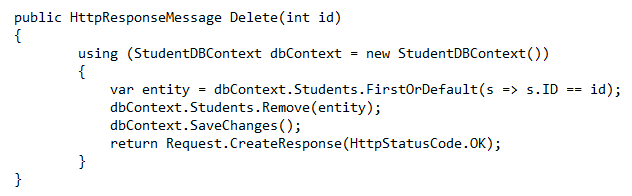 public HttpResponseMessage Delete(int id)
{
        using (StudentDBContext dbContext = new StudentDBContext())
        {
            var entity = dbContext.Students.FirstOrDefault(s => s.ID == id);
            dbContext.Students.Remove(entity);
            dbContext.SaveChanges();
            return Request.CreateResponse(HttpStatusCode.OK);
        }
}